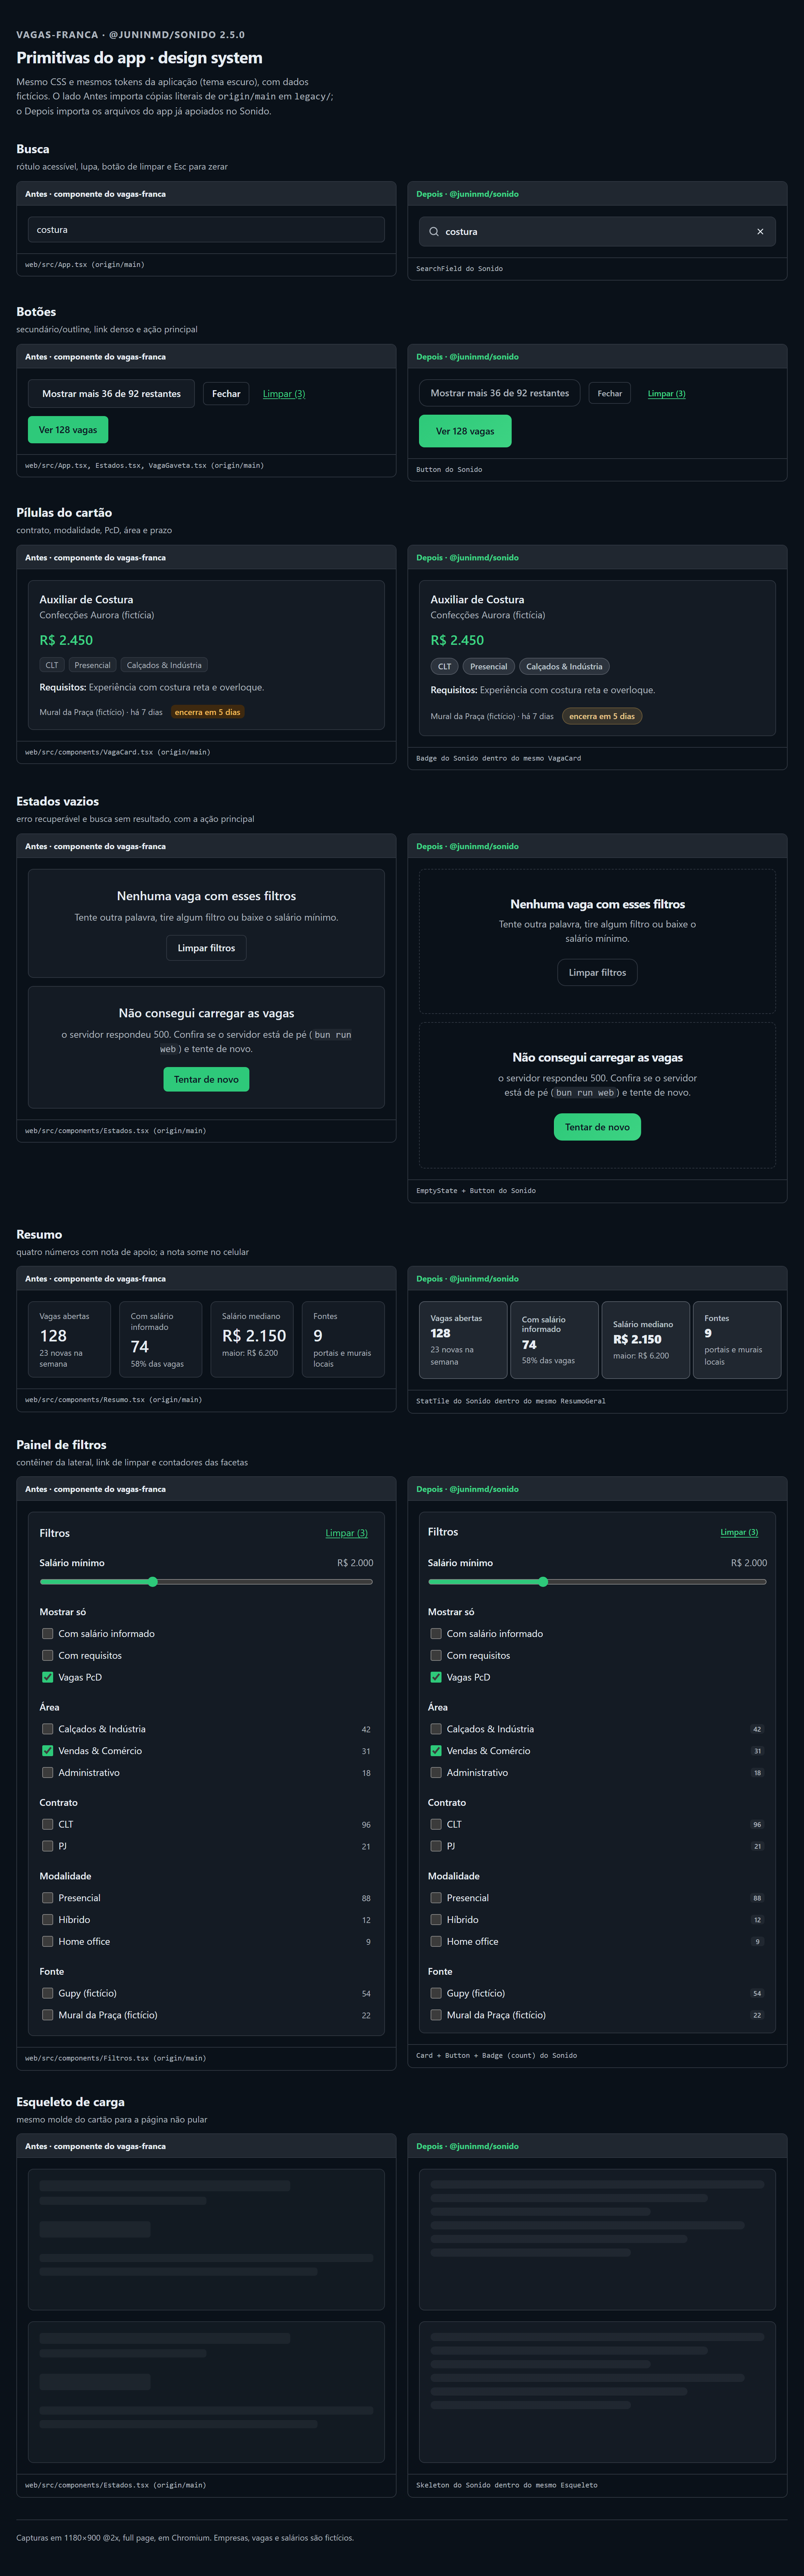 VAGAS-FRANCA · @JUNINMD/SONIDO 2.5.0
Primitivas do app · design system
Mesmo CSS e mesmos tokens da aplicação (tema escuro), com dados
fictícios. O lado Antes importa cópias literais de origin/main em legacy/;
o Depois importa os arquivos do app já apoiados no Sonido.
Busca
rótulo acessível, lupa, botão de limpar e Esc para zerar
Antes · componente do vagas-franca
costura
web/src/App.tsx (origin/main)
Depois · @juninmd/sonido
costura
SearchField do Sonido
Botões
secundário/outline, link denso e ação principal
Antes · componente do vagas-franca
Mostrar mais 36 de 92 restantes
Fechar
Limpar (3)
Ver 128 vagas
web/src/App.tsx, Estados.tsx, VagaGaveta.tsx (origin/main)
Depois · @juninmd/sonido
Mostrar mais 36 de 92 restantes
Fechar
Limpar (3)
Ver 128 vagas
Button do Sonido
Pílulas do cartão
contrato, modalidade, PcD, área e prazo
Antes · componente do vagas-franca
Auxiliar de Costura
Confecções Aurora (fictícia)
R$ 2.450
CLT
Presencial
Calçados & Indústria
Requisitos: Experiência com costura reta e overloque.
Mural da Praça (fictício) · há 7 dias
encerra em 5 dias
web/src/components/VagaCard.tsx (origin/main)
Depois · @juninmd/sonido
Auxiliar de Costura
Confecções Aurora (fictícia)
R$ 2.450
CLT
Presencial
Calçados & Indústria
Requisitos: Experiência com costura reta e overloque.
Mural da Praça (fictício) · há 7 dias
encerra em 5 dias
Badge do Sonido dentro do mesmo VagaCard
Estados vazios
erro recuperável e busca sem resultado, com a ação principal
Antes · componente do vagas-franca
Nenhuma vaga com esses filtros
Tente outra palavra, tire algum filtro ou baixe o salário mínimo.
Limpar filtros
Não consegui carregar as vagas
o servidor respondeu 500. Confira se o servidor está de pé (bun run
web) e tente de novo.
Tentar de novo
web/src/components/Estados.tsx (origin/main)
Depois · @juninmd/sonido
Nenhuma vaga com esses filtros
Tente outra palavra, tire algum filtro ou baixe o
salário mínimo.
Limpar filtros
Não consegui carregar as vagas
o servidor respondeu 500. Confira se o servidor
está de pé (bun run web) e tente de novo.
Tentar de novo
EmptyState + Button do Sonido
Resumo
quatro números com nota de apoio; a nota some no celular
Antes · componente do vagas-franca
Vagas abertas
128
23 novas na
semana
Com salário
informado
74
58% das vagas
Salário mediano
R$ 2.150
maior: R$ 6.200
Fontes
9
portais e murais
locais
web/src/components/Resumo.tsx (origin/main)
Depois · @juninmd/sonido
Vagas abertas
128
23 novas na
semana
Com salário
informado
74
58% das vagas
Salário mediano
R$ 2.150
maior: R$ 6.200
Fontes
9
portais e murais
locais
StatTile do Sonido dentro do mesmo ResumoGeral
Painel de filtros
contêiner da lateral, link de limpar e contadores das facetas
Antes · componente do vagas-franca
Filtros
Limpar (3)
Salário mínimo
R$ 2.000
Mostrar só
Com salário informado
Com requisitos
Vagas PcD
Área
Calçados & Indústria 42
Vendas & Comércio 31
Administrativo 18
Contrato
CLT 96
PJ 21
Modalidade
Presencial 88
Híbrido 12
Home office 9
Fonte
Gupy (fictício) 54
Mural da Praça (fictício) 22
web/src/components/Filtros.tsx (origin/main)
Depois · @juninmd/sonido
Filtros
Limpar (3)
Salário mínimo
R$ 2.000
Mostrar só
Com salário informado
Com requisitos
Vagas PcD
Área
Calçados & Indústria 42
Vendas & Comércio 31
Administrativo 18
Contrato
CLT 96
PJ 21
Modalidade
Presencial 88
Híbrido 12
Home office 9
Fonte
Gupy (fictício) 54
Mural da Praça (fictício) 22
Card + Button + Badge (count) do Sonido
Esqueleto de carga
mesmo molde do cartão para a página não pular
Antes · componente do vagas-franca
web/src/components/Estados.tsx (origin/main)
Depois · @juninmd/sonido
Skeleton do Sonido dentro do mesmo Esqueleto
Capturas em 1180×900 @2x, full page, em Chromium. Empresas, vagas e salários são fictícios.